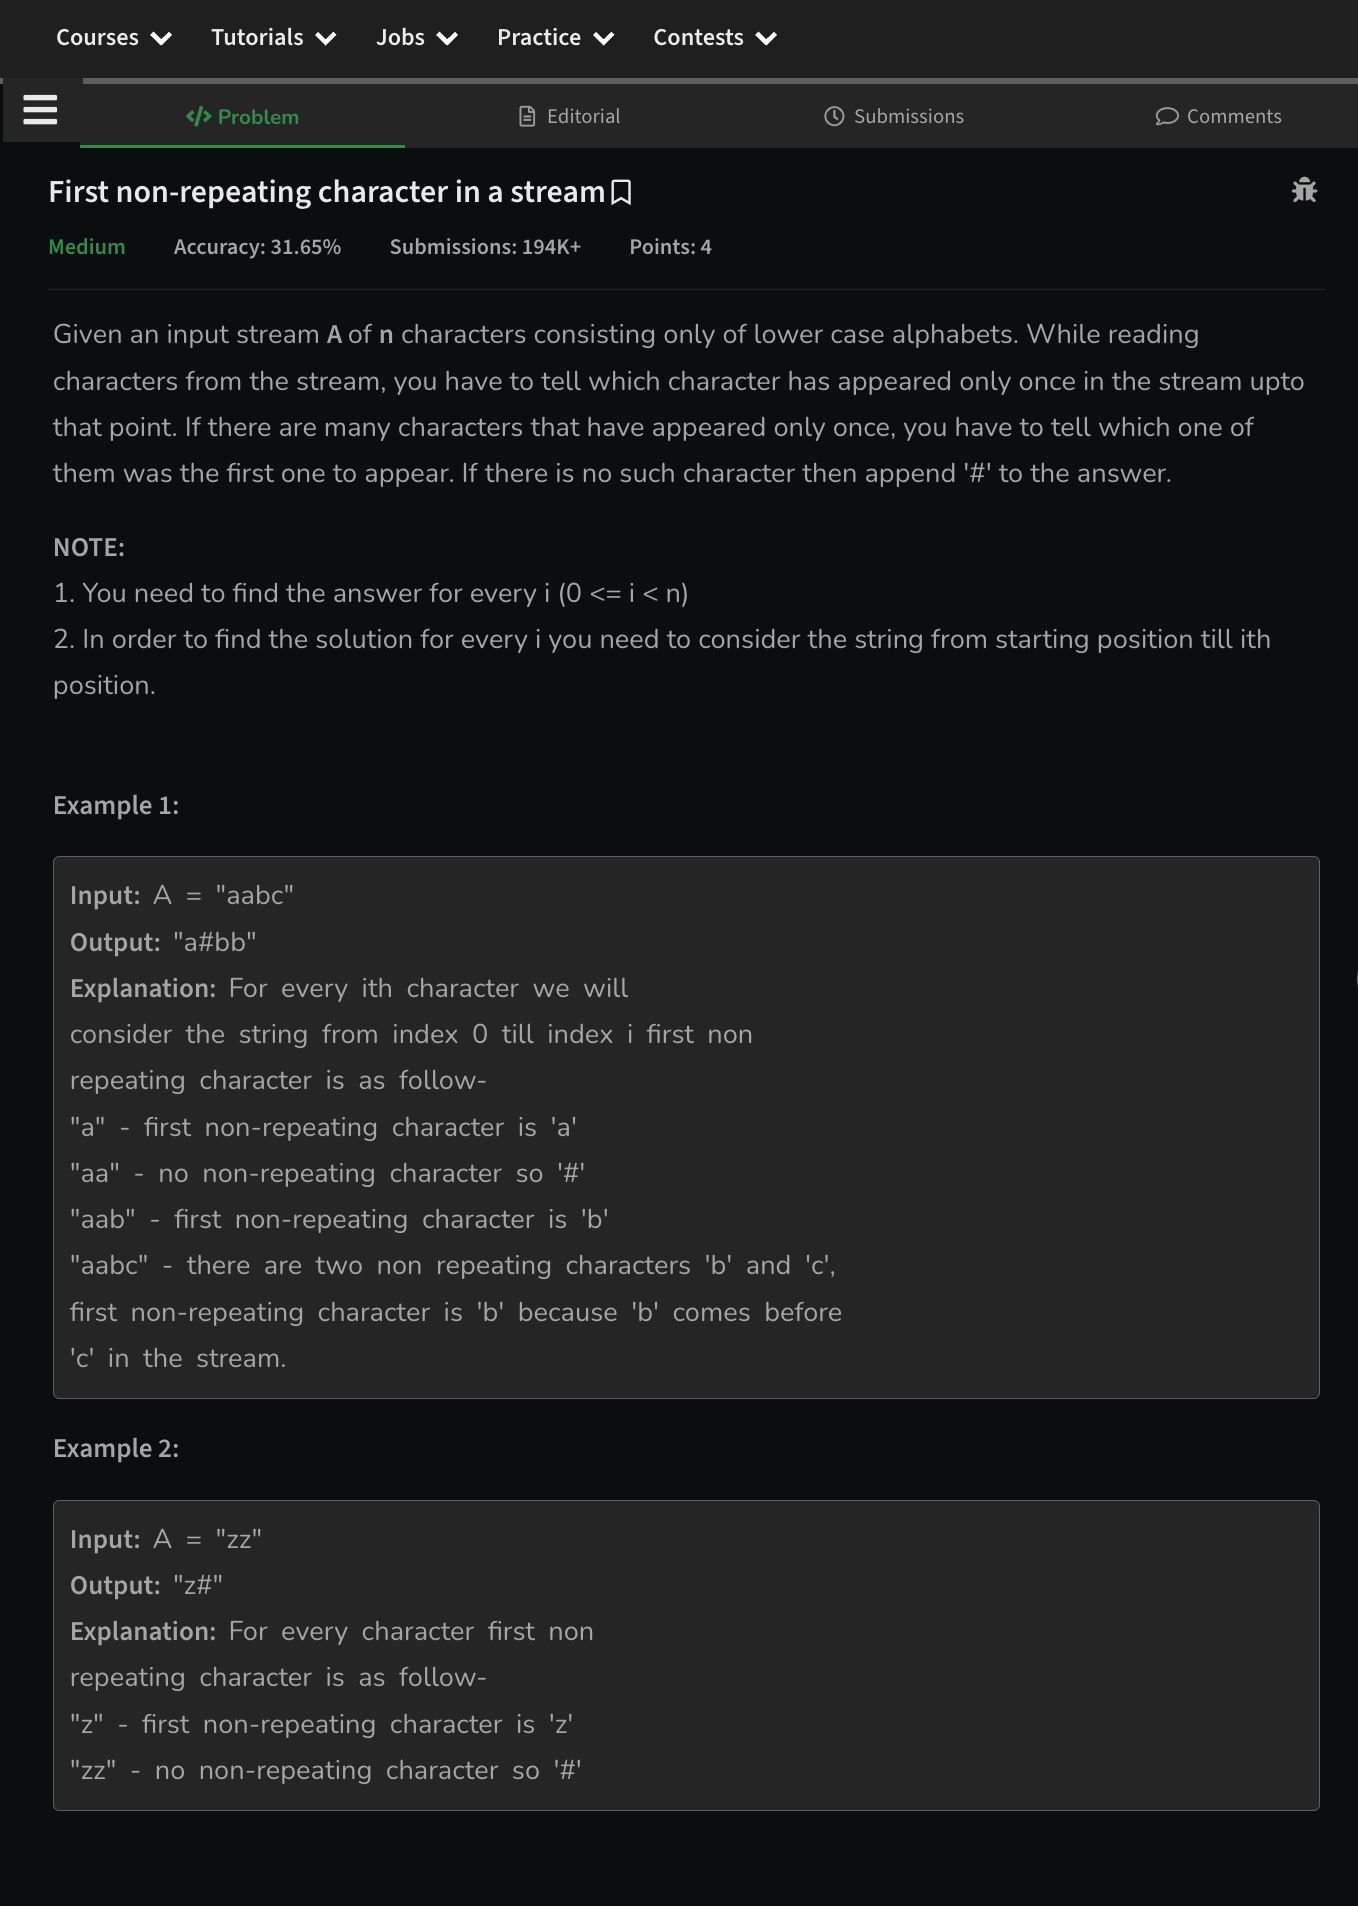 Courses Tutorials Jobs Practice Contests
</> Problem Editorial Submissions Comments
First non-repeating character in a stream
Medium Accuracy: 31.65% Submissions: 194K+ Points: 4
Given an input stream A of n characters consisting only of lower case alphabets. While reading
characters from the stream, you have to tell which character has appeared only once in the stream upto
that point. If there are many characters that have appeared only once, you have to tell which one of
them was the first one to appear. If there is no such character then append '#' to the answer.
NOTE:
1. You need to find the answer for every i (0 <= i < n)
2. In order to find the solution for every i you need to consider the string from starting position till ith
position.
Example 1:
Input: A = "aabc"
Output: "a#bb"
Explanation: For every ith character we will
consider the string from index 0 till index i first non
repeating character is as follow-
"a" - first non-repeating character is 'a'
"aa" - no non-repeating character so '#'
"aab" - first non-repeating character is 'b'
"aabc" - there are two non repeating characters 'b' and 'c',
first non-repeating character is 'b' because 'b' comes before
'c' in the stream.
Example 2:
Input: A = "zz"
Output: "z#"
Explanation: For every character first non
repeating character is as follow-
"z" - first non-repeating character is 'z'
"zz" - no non-repeating character so '#'